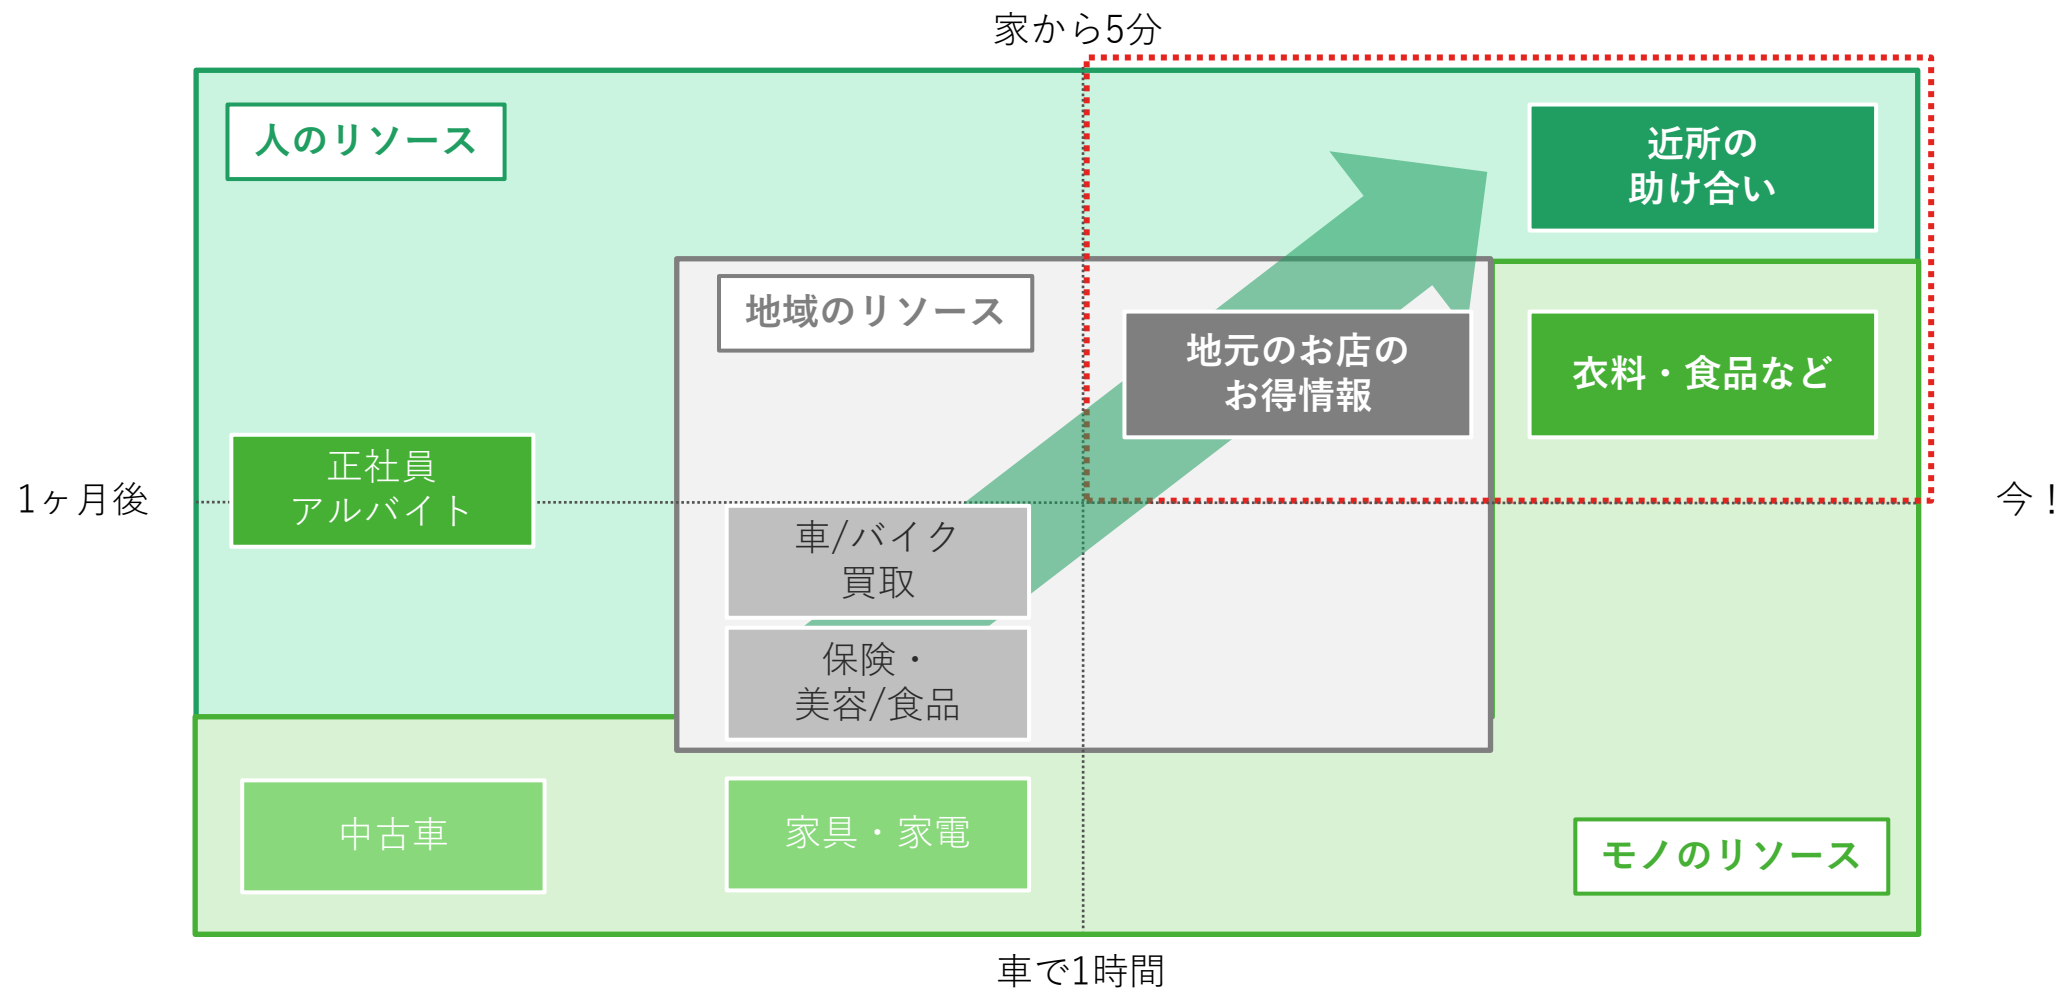 家から5分
人のリソース
近所の
助け合い
地域のリソース
地元のお店の
お得情報
衣料・食品など
正社員
アルバイト
1ヶ月後
今！
車/バイク
買取
保険・
美容/食品
中古車
家具・家電
モノのリソース
車で1時間